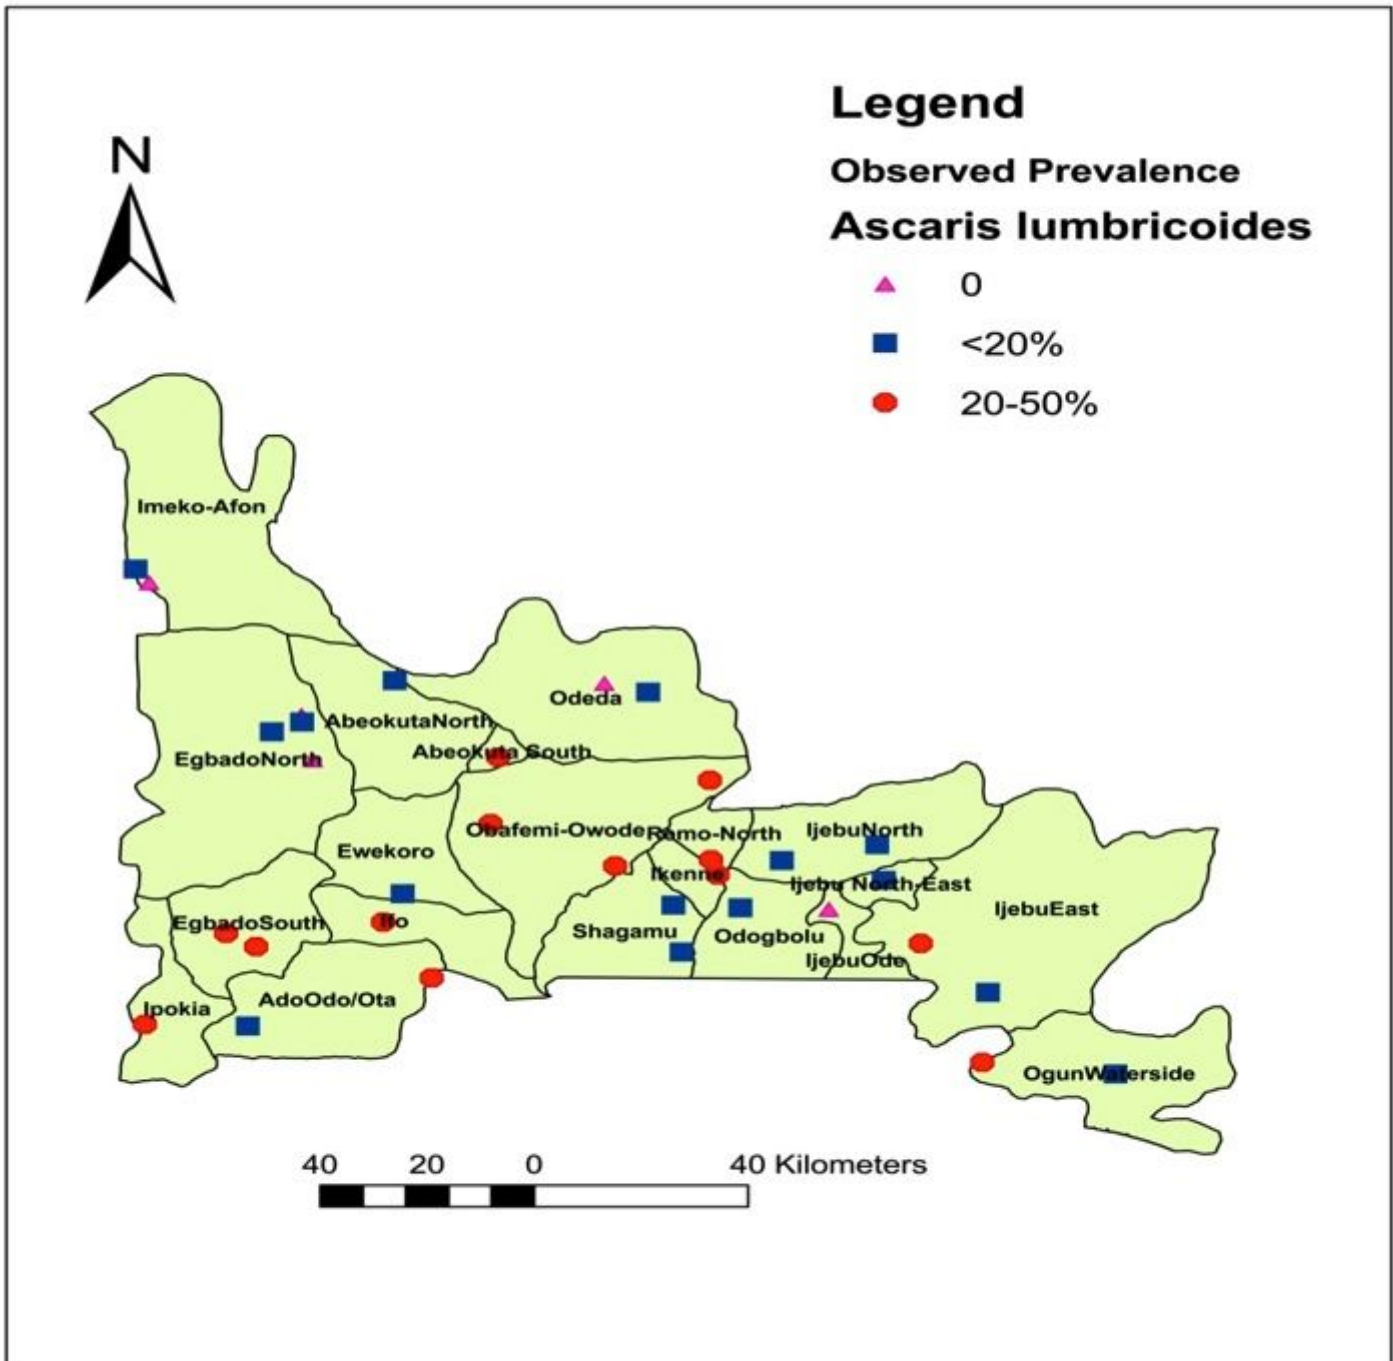 Legend
N
Observed Prevalence
Ascaris lumbricoides
0
<20%
20-50%
Imeko-Afon
Odeda
AbeokutaNorth
Abeokuta South
EgbadoNorth
Obafemi-Owode
Remo-North
IjebuNorth
Ewekoro
Ikenne
Ijebu North-East
IjebuEast
EgbadoSouth
Ifo
Shagamu
Odogbolu
IjebuOde
AdoOdo/Ota
Ipokia
OgunWaterside
40 20 0 40 Kilometers